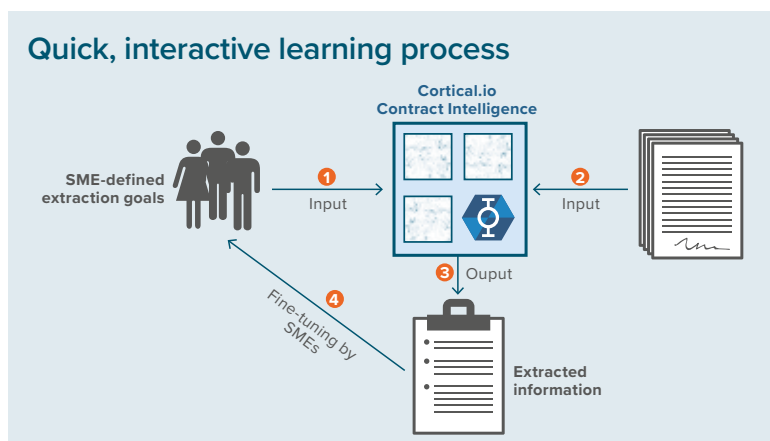 Quick, interactive learning process
Cortical.io
Contract Intelligence
SME-defined
extraction goals
1
Input
2
Input
3
Ouput
4
Fine-tuning by
SMEs
Extracted
information